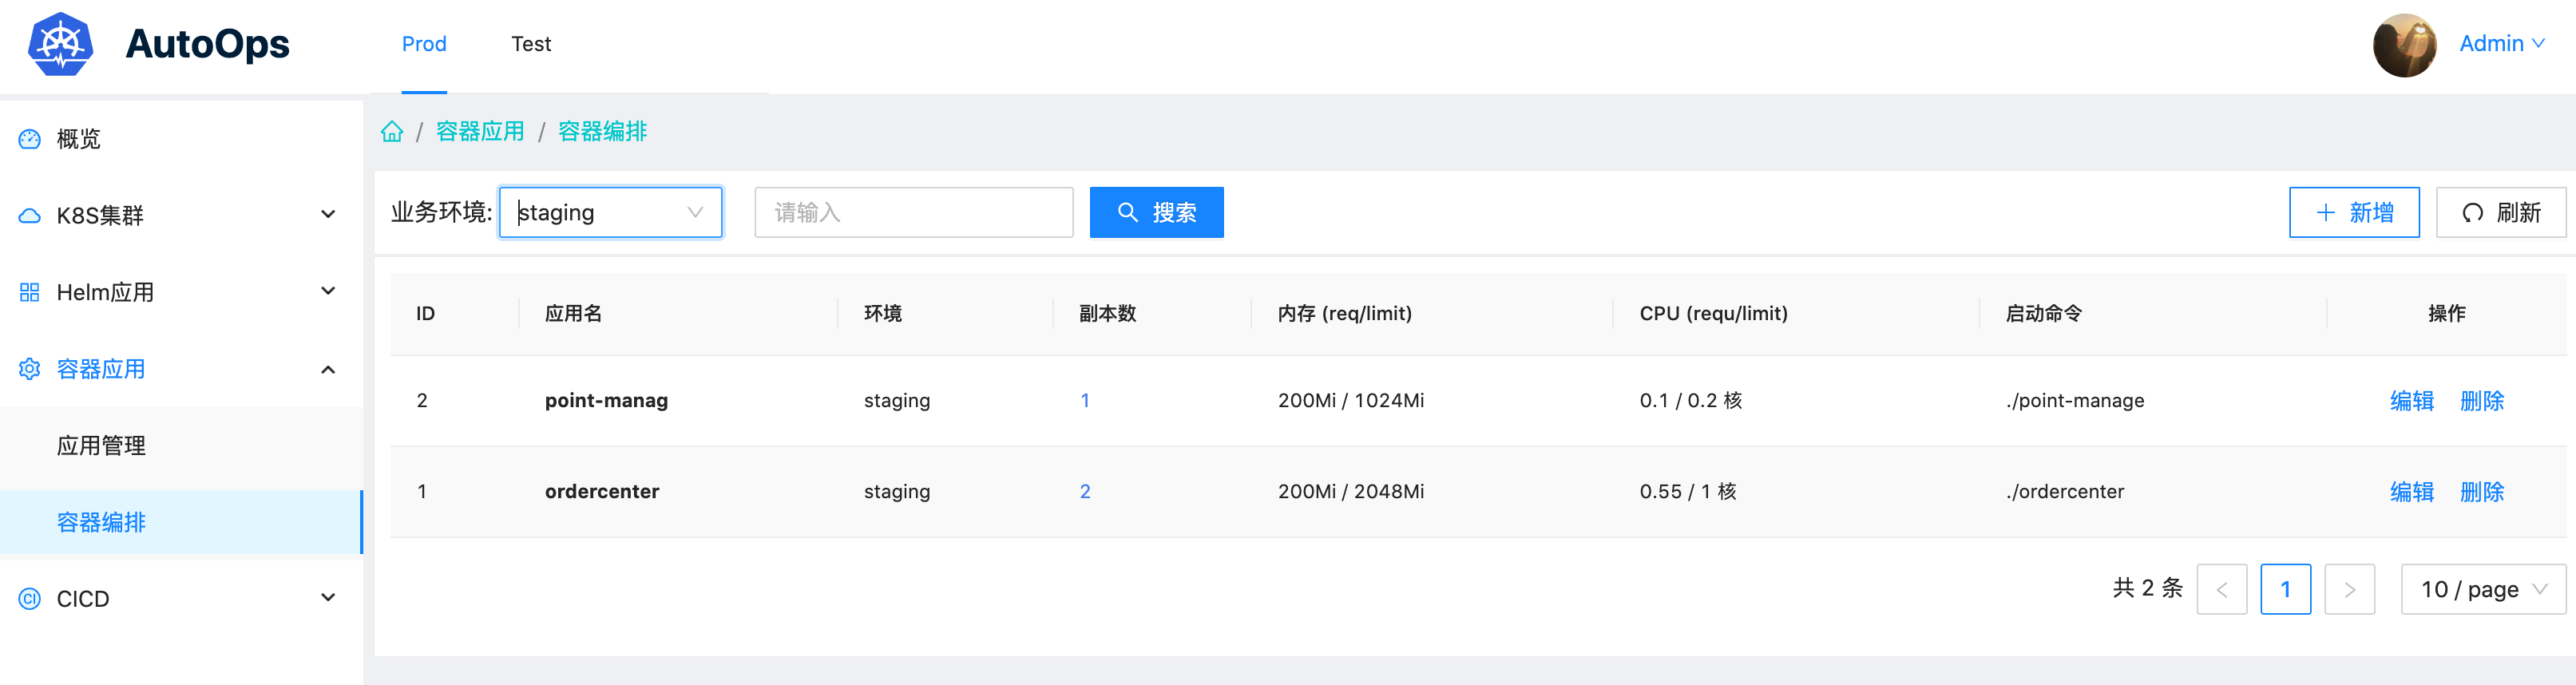 AutoOps
Prod Test
Admin
概览
K8S集群
Helm应用
容器应用
应用管理
容器编排
CICD
/ 容器应用 / 容器编排
业务环境: staging 请输入 搜索 新增 刷新
ID 应用名 环境 副本数 内存 (req/limit) CPU (requ/limit) 启动命令 操作
2 point-manag staging 1 200Mi / 1024Mi 0.1 / 0.2 核 ./point-manage 编辑 删除
1 ordercenter staging 2 200Mi / 2048Mi 0.55 / 1 核 ./ordercenter 编辑 删除
共 2 条 < 1 > 10 / page